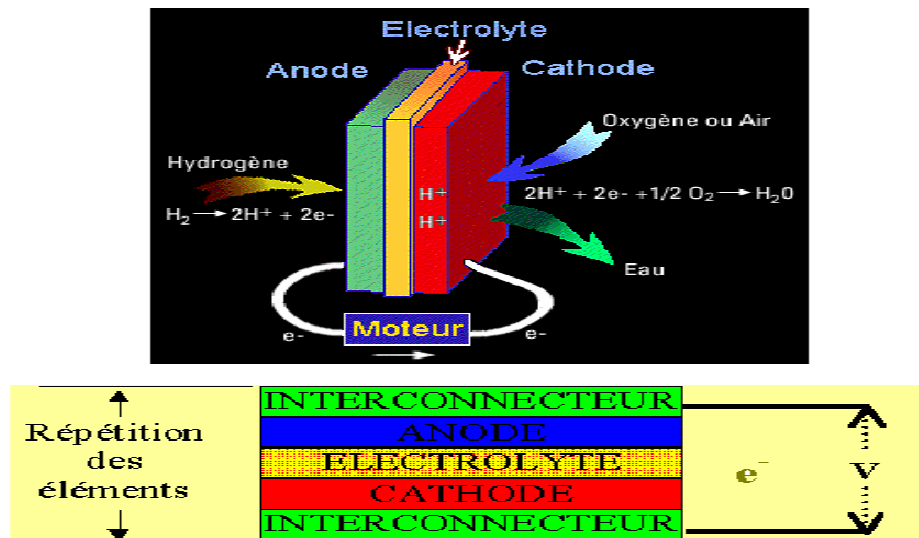 Electrolyte
Anode
Cathode
Oxygène ou Air
Hydrogène
H₂→2H⁺ + 2e-
H⁺
H⁺
2H⁺ + 2e- +1/2 O₂→H₂0
Eau
e-
Moteur
e-
INTERCONNECTEUR
Répétition
des
éléments
ANODE
ELECTROLYTE
CATHODE
INTERCONNECTEUR
e⁻
V